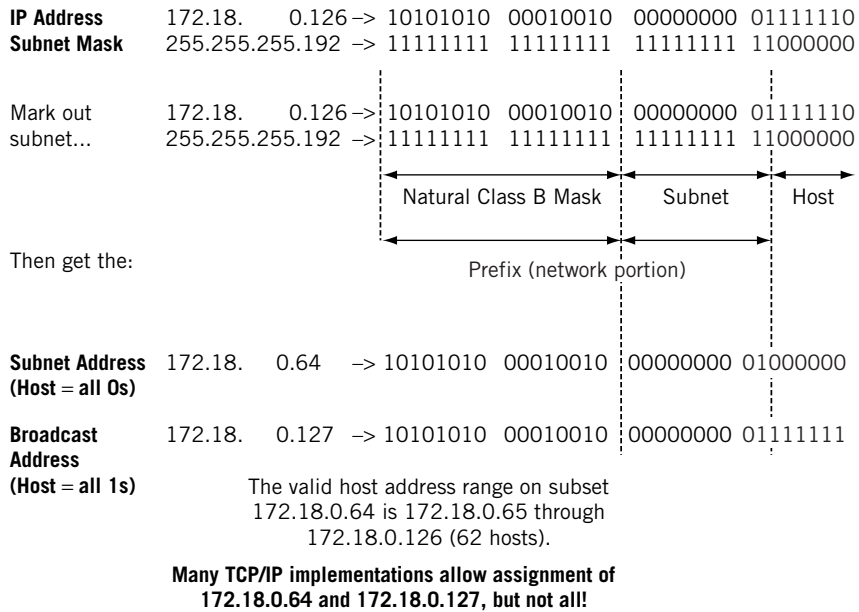 IP Address 172.18. 0.126 –> 10101010 00010010 00000000 01111110
Subnet Mask 255.255.255.192 –> 11111111 11111111 11111111 11000000
Mark out 172.18. 0.126 –> 10101010 00010010 00000000 01111110
subnet... 255.255.255.192 –> 11111111 11111111 11111111 11000000
Natural Class B Mask Subnet Host
Then get the:
Prefix (network portion)
Subnet Address 172.18. 0.64 –> 10101010 00010010 00000000 01000000
(Host = all 0s)
Broadcast 172.18. 0.127 –> 10101010 00010010 00000000 01111111
Address
(Host = all 1s)
The valid host address range on subset
172.18.0.64 is 172.18.0.65 through
172.18.0.126 (62 hosts).
Many TCP/IP implementations allow assignment of
172.18.0.64 and 172.18.0.127, but not all!